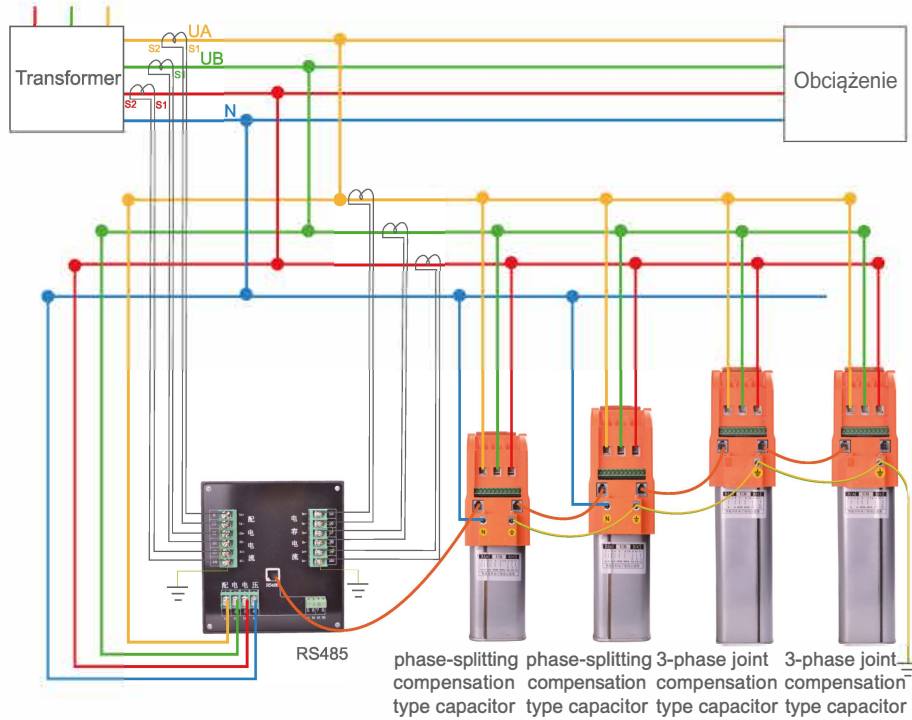 UA
S2
S1
UB
S1
Transformer
Obciążenie
S2
S1
N
配
电
电
流
电
容
电
流
RS485
配 电 电 压
N
N
RS485
phase-splitting
compensation
type capacitor
phase-splitting
compensation
type capacitor
3-phase joint
compensation
type capacitor
3-phase joint
compensation
type capacitor